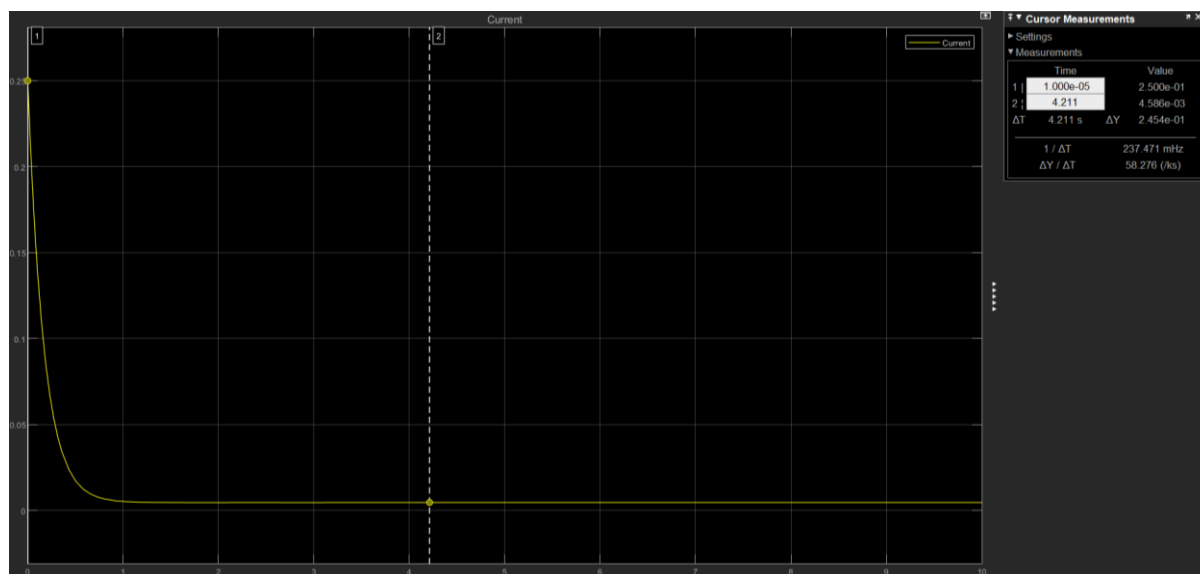 Current
1
2
Current
0.25
0.2
0.15
0.1
0.05
0
0 1 2 3 4 5 6 7 8 9 10
Cursor Measurements
Settings
Measurements
Time Value
1 | 1.000e-05 2.500e-01
2 ¦ 4.211 4.586e-03
ΔT 4.211 s ΔY 2.454e-01
1 / ΔT 237.471 mHz
ΔY / ΔT 58.276 (/ks)